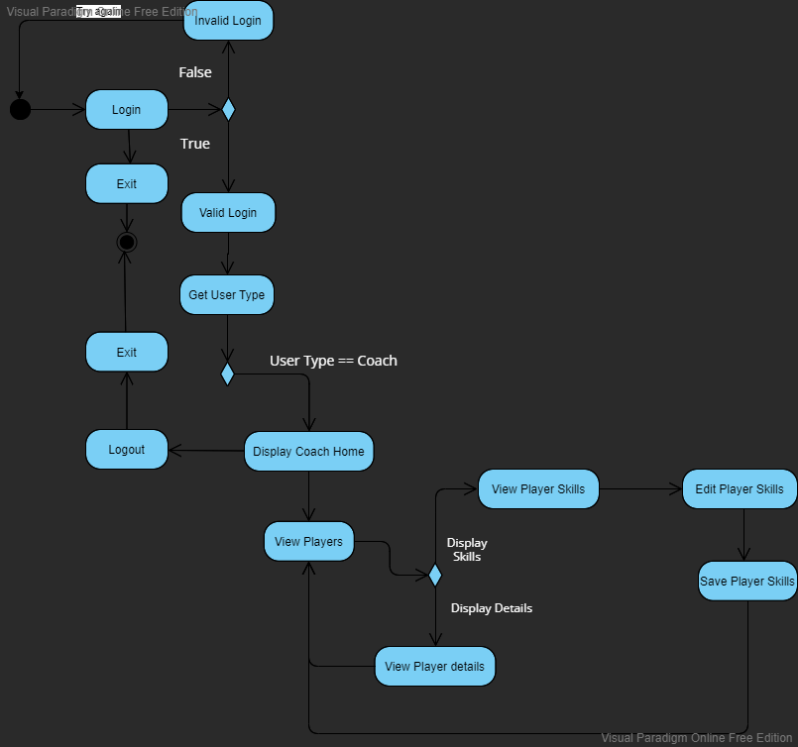 Visual Paradigm Online Free Edition
Try again
Invalid Login
False
Login
True
Exit
Valid Login
Get User Type
Exit
User Type == Coach
Logout
Display Coach Home
View Player Skills
Edit Player Skills
View Players
Display
Skills
Save Player Skills
Display Details
View Player details
Visual Paradigm Online Free Edition